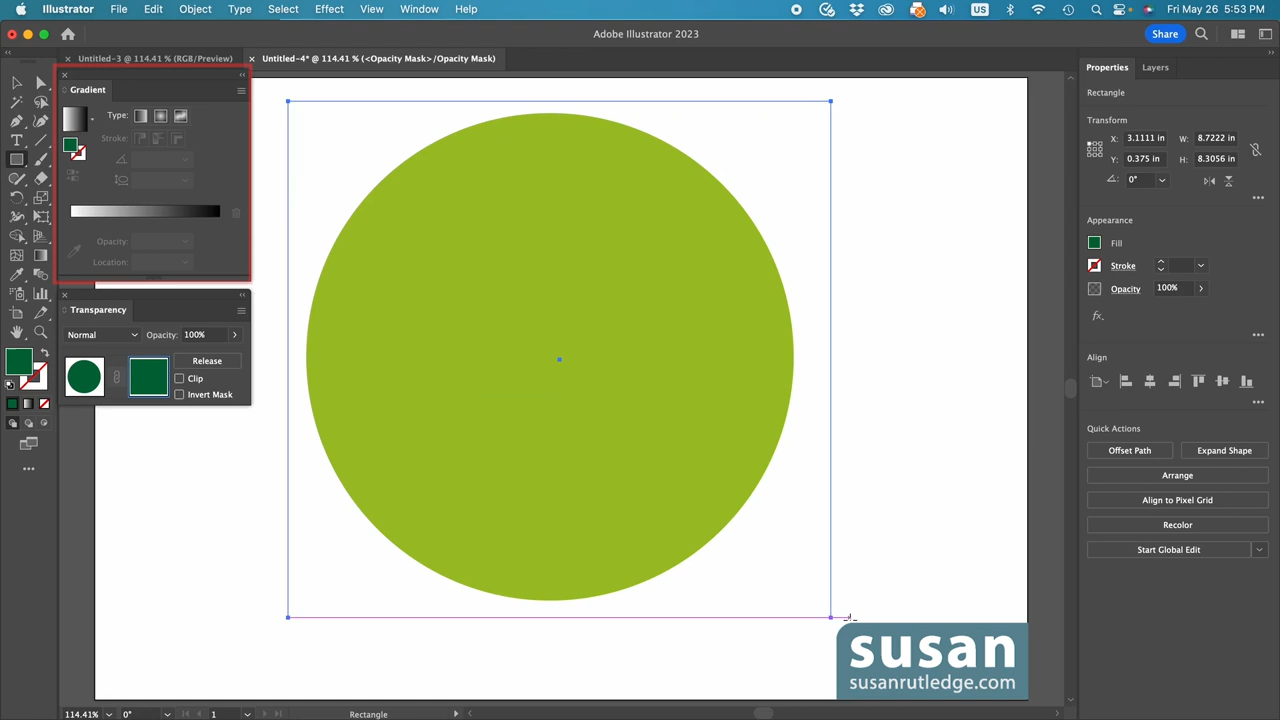 Illustrator File Edit Object Type Select Effect View Window Help US Fri May 26 5:53 PM
Adobe Illustrator 2023 Share
Untitled-3 @ 114.41 % (RGB/Preview) Untitled-4* @ 114.41 % (<Opacity Mask>/Opacity Mask)
Gradient
Type:
Stroke:
Opacity:
Location:
Transparency
Normal Opacity: 100%
Release
Clip
Invert Mask
Properties Layers
Rectangle
Transform
X: 3.1111 in W: 8.7222 in
Y: 0.375 in H: 8.3056 in
0°
Appearance
Fill
Stroke
Opacity 100%
fx.
Align
Quick Actions
Offset Path Expand Shape
Arrange
Align to Pixel Grid
Recolor
Start Global Edit
susan
susanrutledge.com
114.41% 0° 1 Rectangle